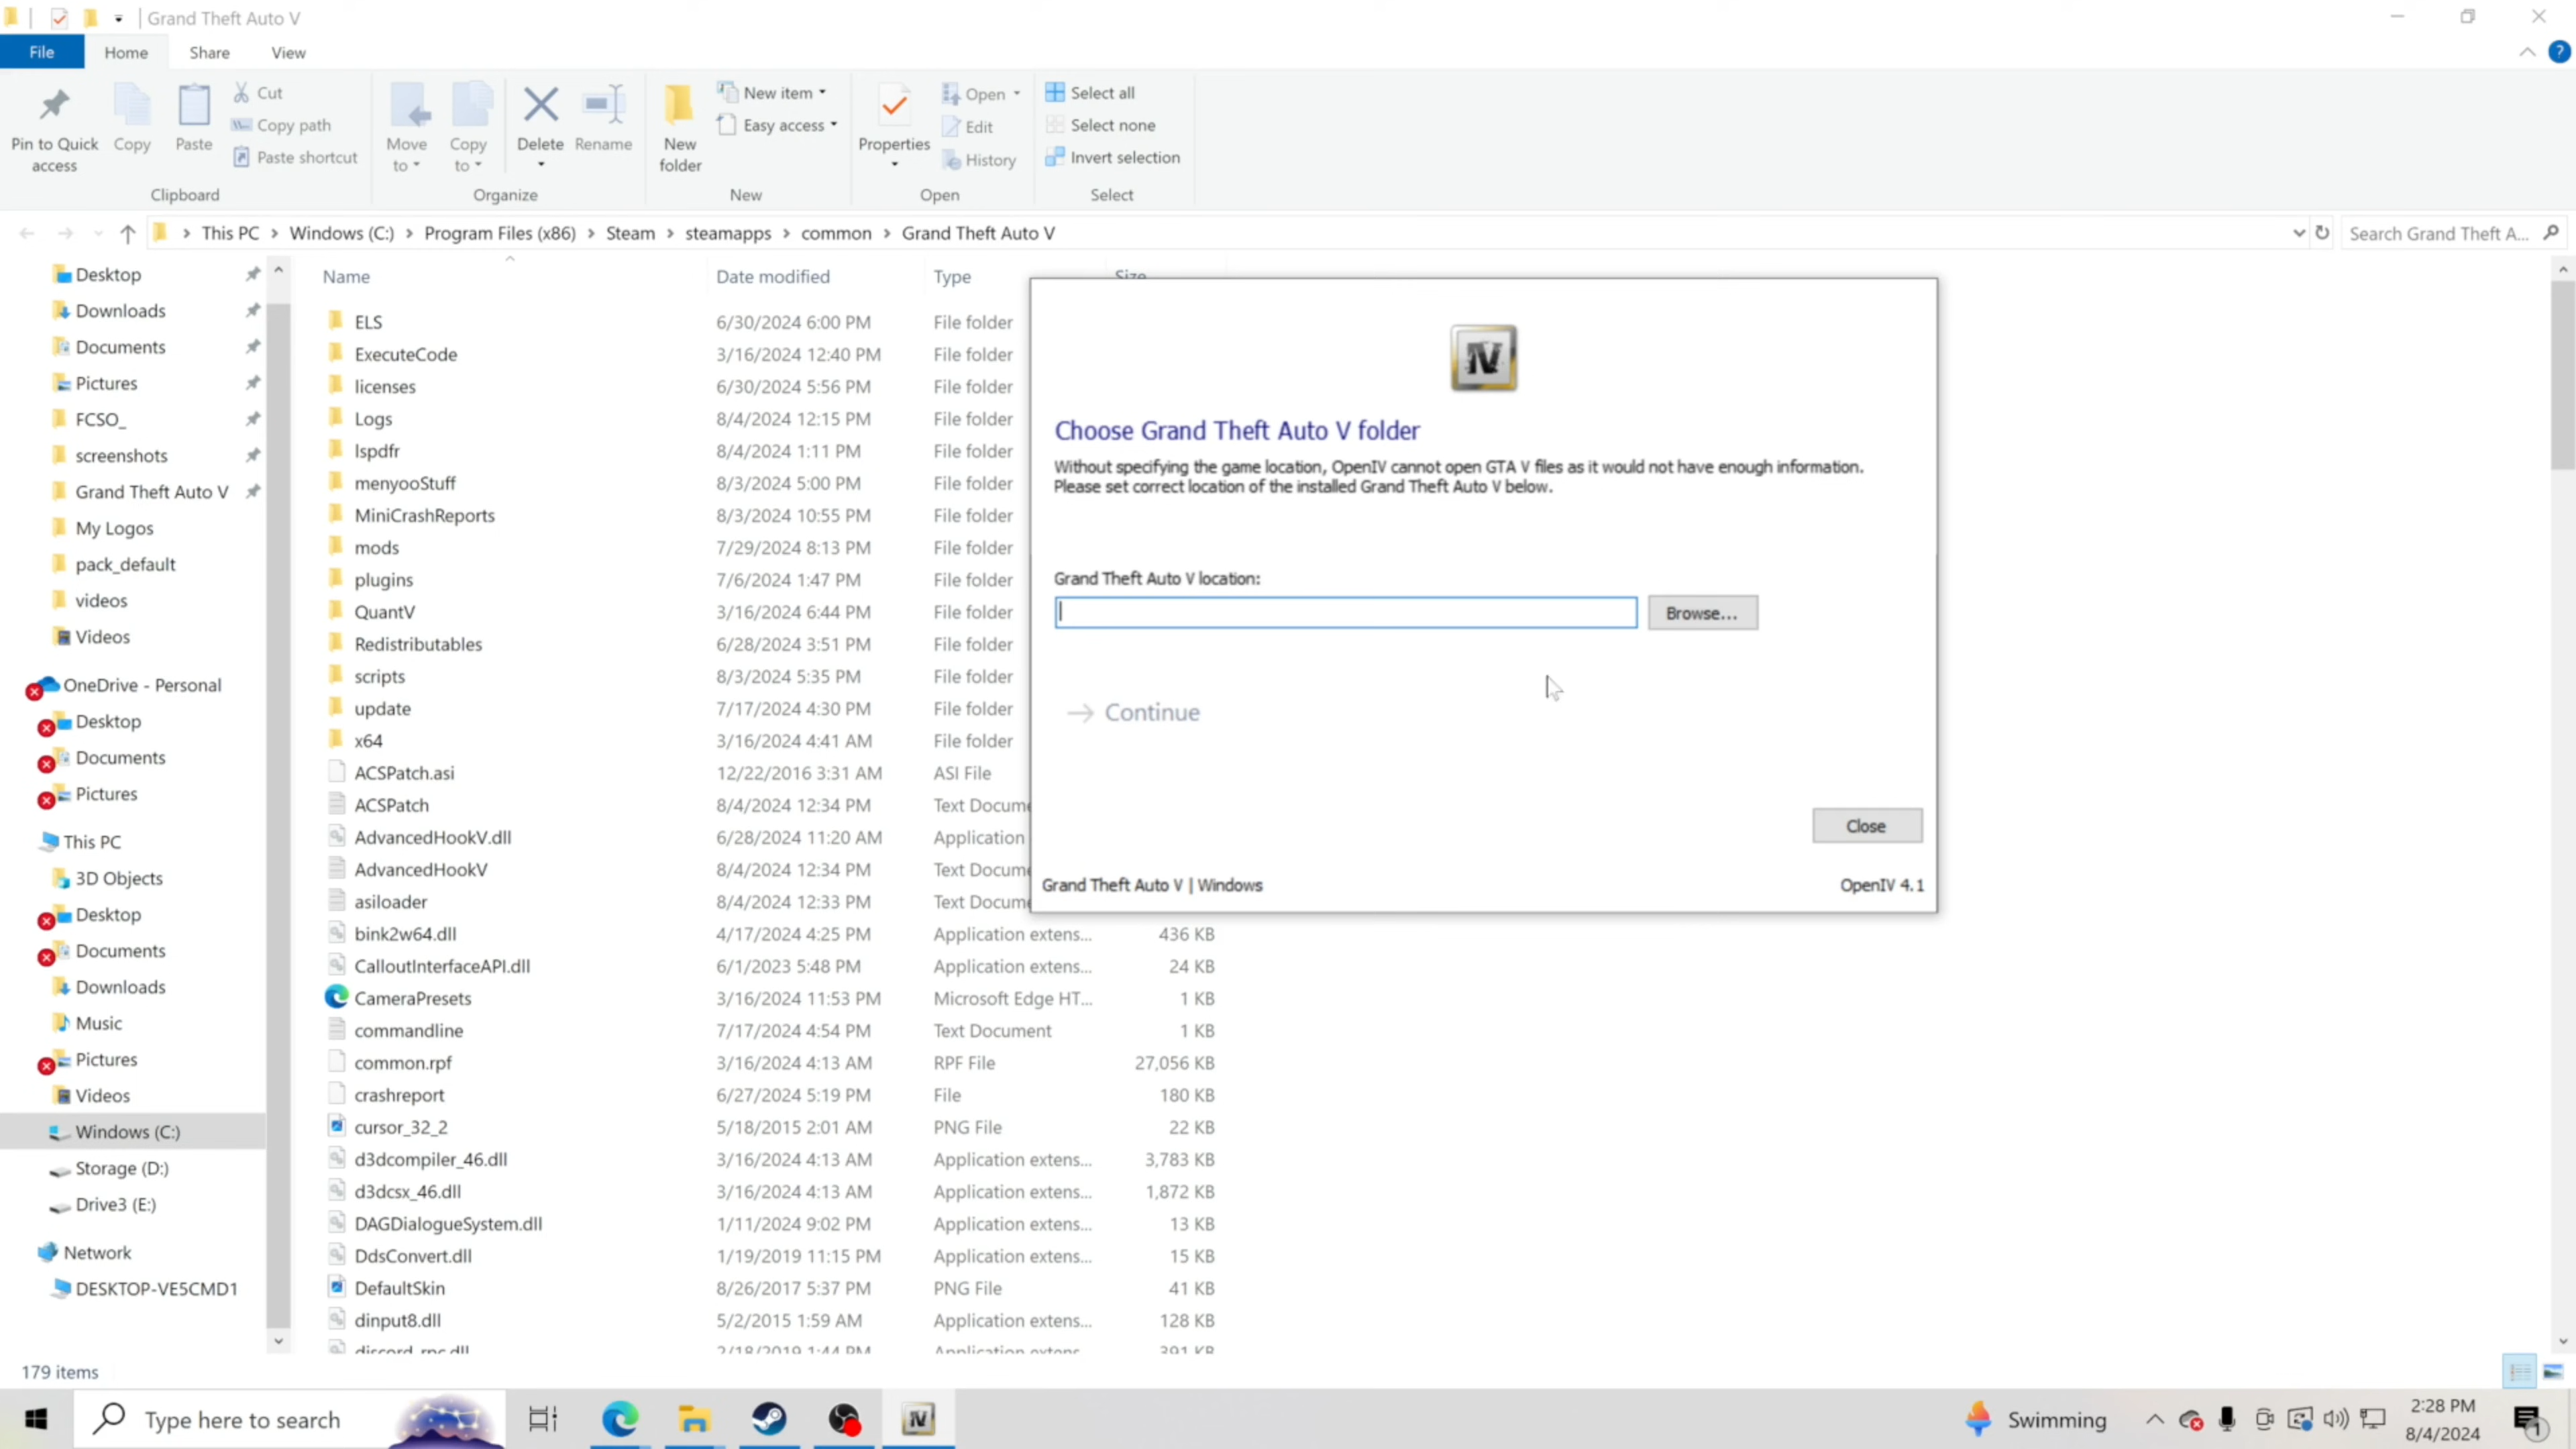 Grand Theft Auto V
File Home Share View
Pin to Quick access
Copy
Paste
Cut
Copy path
Paste shortcut
Clipboard
Move to
Copy to
Delete
Rename
Organize
New folder
New item
Easy access
New
Properties
Open
Edit
History
Open
Select all
Select none
Invert selection
Select
This PC > Windows (C:) > Program Files (x86) > Steam > steamapps > common > Grand Theft Auto V
Search Grand Theft A...
Desktop
Downloads
Documents
Pictures
FCSO_
screenshots
Grand Theft Auto V
My Logos
pack_default
videos
Videos
OneDrive - Personal
Desktop
Documents
Pictures
This PC
3D Objects
Desktop
Documents
Downloads
Music
Pictures
Videos
Windows (C:)
Storage (D:)
Drive3 (E:)
Network
DESKTOP-VE5CMD1
Name Date modified Type Size
ELS 6/30/2024 6:00 PM File folder
ExecuteCode 3/16/2024 12:40 PM File folder
licenses 6/30/2024 5:56 PM File folder
Logs 8/4/2024 12:15 PM File folder
lspdfr 8/4/2024 1:11 PM File folder
menyooStuff 8/3/2024 5:00 PM File folder
MiniCrashReports 8/3/2024 10:55 PM File folder
mods 7/29/2024 8:13 PM File folder
plugins 7/6/2024 1:47 PM File folder
QuantV 3/16/2024 6:44 PM File folder
Redistributables 6/28/2024 3:51 PM File folder
scripts 8/3/2024 5:35 PM File folder
update 7/17/2024 4:30 PM File folder
x64 3/16/2024 4:41 AM File folder
ACSPatch.asi 12/22/2016 3:31 AM ASI File
ACSPatch 8/4/2024 12:34 PM Text Docume
AdvancedHookV.dll 6/28/2024 11:20 AM Application
AdvancedHookV 8/4/2024 12:34 PM Text Docume
asiloader 8/4/2024 12:33 PM Text Docume
bink2w64.dll 4/17/2024 4:25 PM Application extens... 436 KB
CalloutInterfaceAPI.dll 6/1/2023 5:48 PM Application extens... 24 KB
CameraPresets 3/16/2024 11:53 PM Microsoft Edge HT... 1 KB
commandline 7/17/2024 4:54 PM Text Document 1 KB
common.rpf 3/16/2024 4:13 AM RPF File 27,056 KB
crashreport 6/27/2024 5:19 PM File 180 KB
cursor_32_2 5/18/2015 2:01 AM PNG File 22 KB
d3dcompiler_46.dll 3/16/2024 4:13 AM Application extens... 3,783 KB
d3dcsx_46.dll 3/16/2024 4:13 AM Application extens... 1,872 KB
DAGDialogueSystem.dll 1/11/2024 9:02 PM Application extens... 13 KB
DdsConvert.dll 1/19/2019 11:15 PM Application extens... 15 KB
DefaultSkin 8/26/2017 5:37 PM PNG File 41 KB
dinput8.dll 5/2/2015 1:59 AM Application extens... 128 KB
discord_rpc.dll 2/18/2019 1:44 PM Application extens... 391 KB
IV
Choose Grand Theft Auto V folder
Without specifying the game location, OpenIV cannot open GTA V files as it would not have enough information.
Please set correct location of the installed Grand Theft Auto V below.
Grand Theft Auto V location:
Browse...
Continue
Close
Grand Theft Auto V | Windows
OpenIV 4.1
179 items
Type here to search
Swimming
2:28 PM
8/4/2024
1